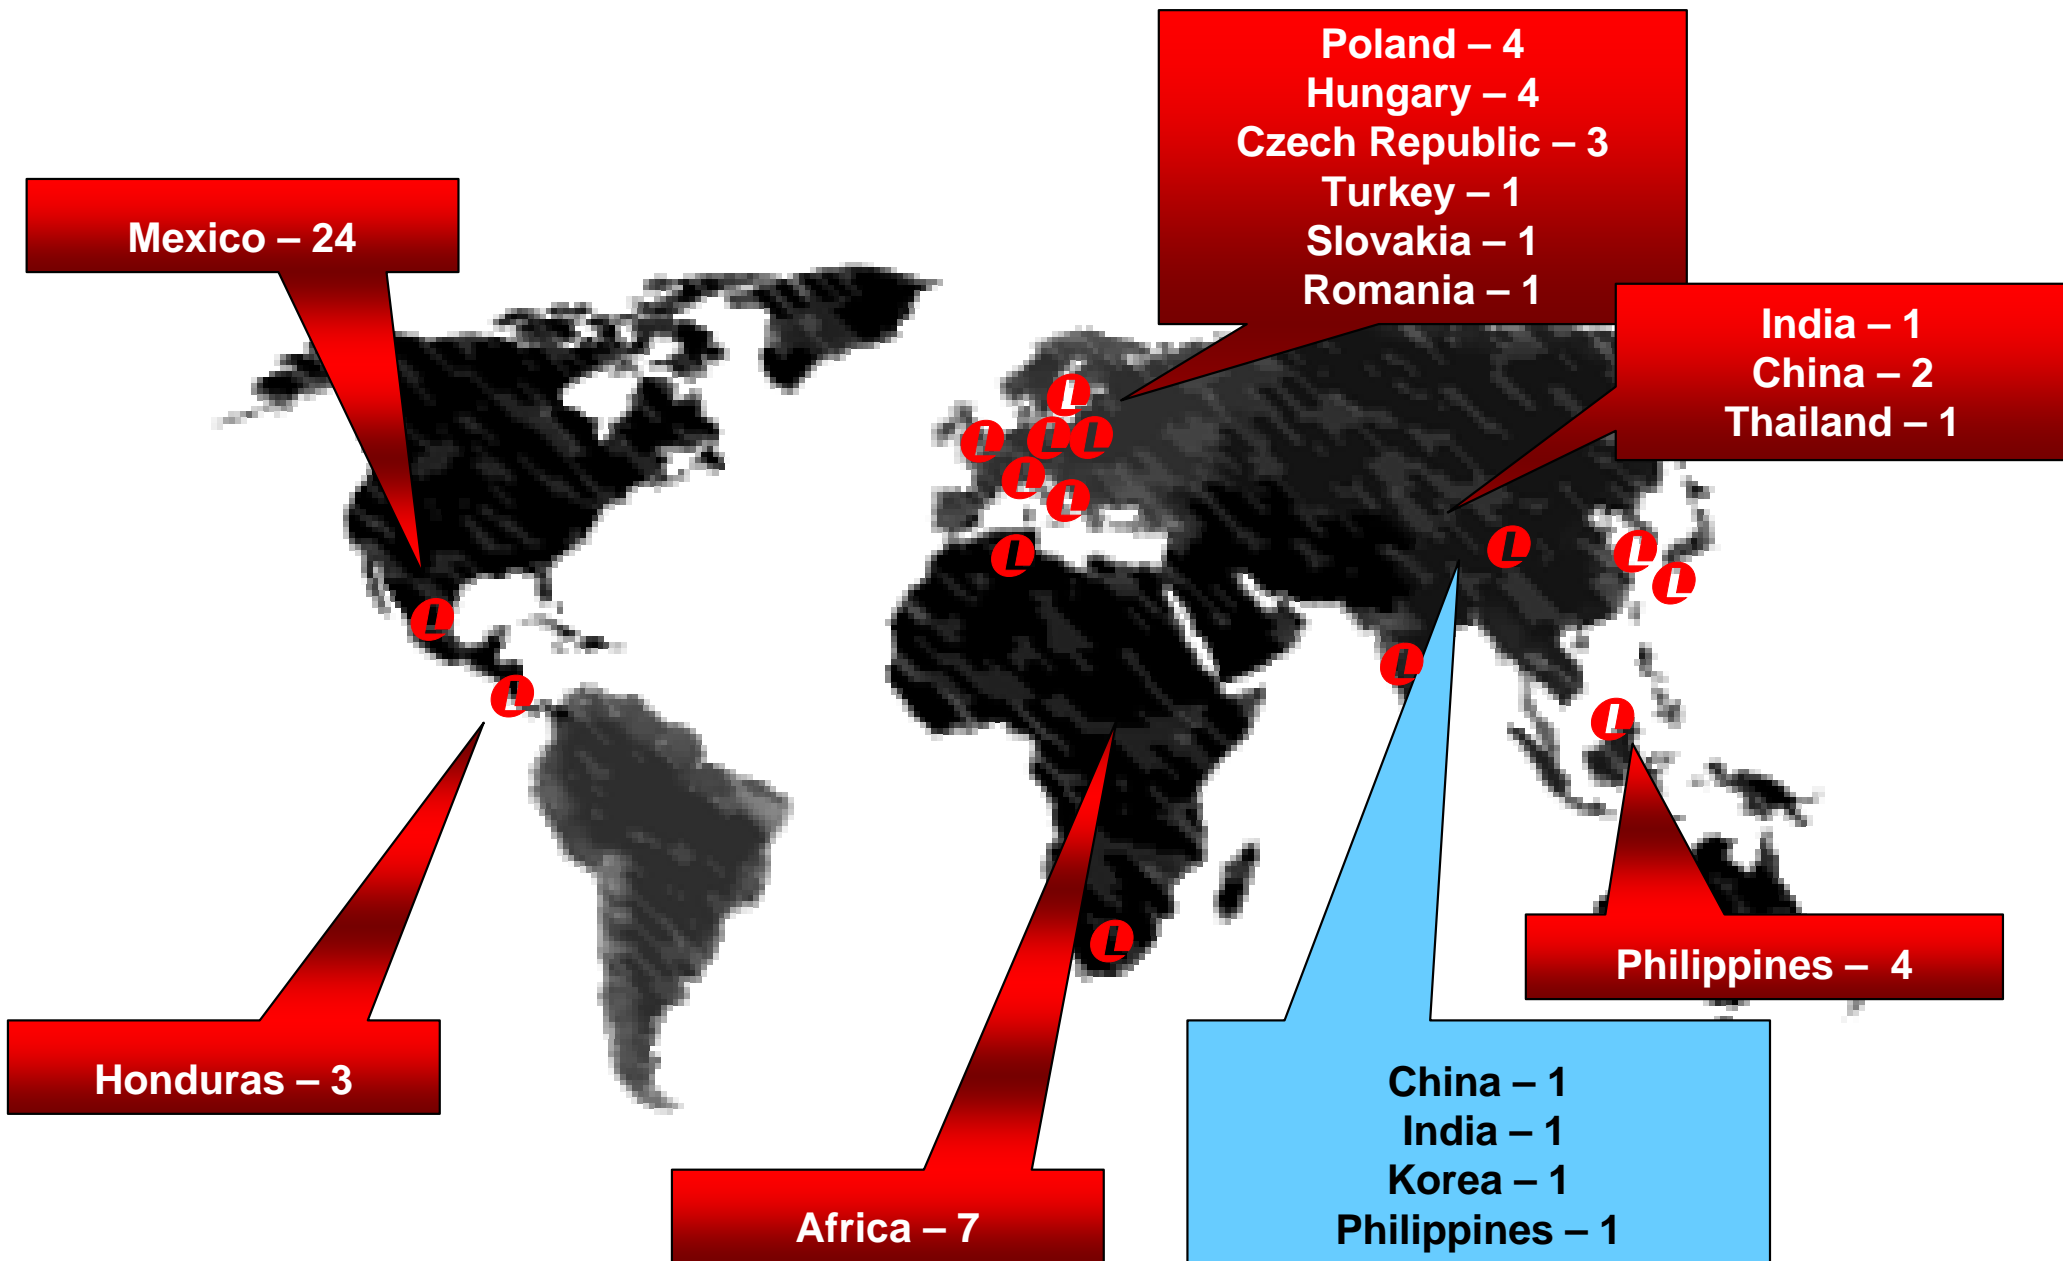 Poland – 4
Hungary – 4
Czech Republic – 3
Turkey – 1
Slovakia – 1
Romania – 1
Mexico – 24
India – 1
China – 2
Thailand – 1
Philippines –  4
Honduras – 3
Africa – 7
China – 1
India – 1
Korea – 1
Philippines – 1